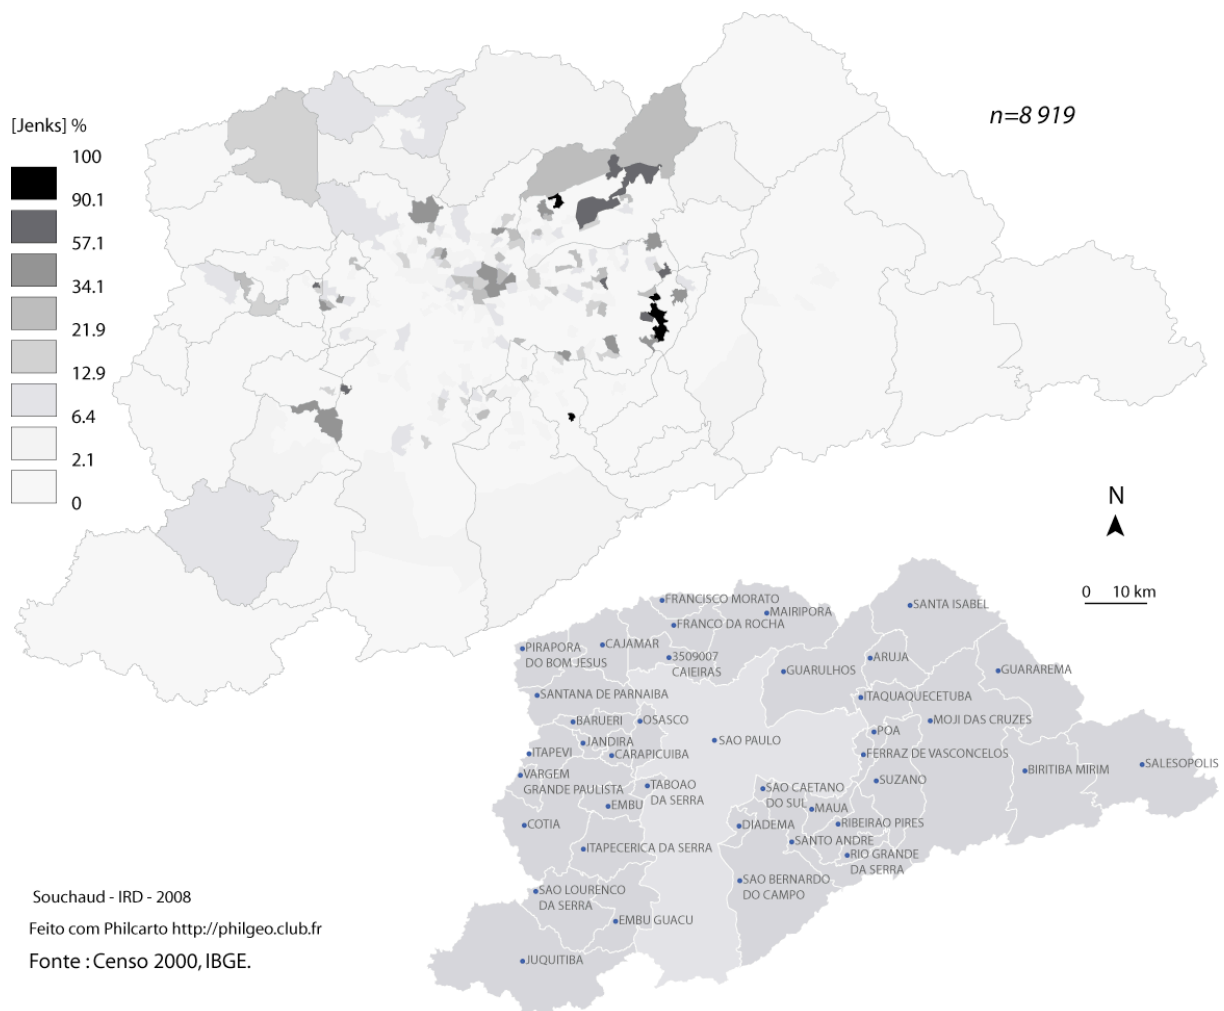 [Jenks] %
100
90.1
57.1
34.1
21.9
12.9
6.4
2.1
0
n=8 919
N
0 10 km
FRANCISCO MORATO
MAIRIPORA
SANTA ISABEL
FRANCO DA ROCHA
PIRAPORA
DO BOM JESUS
CAJAMAR
3509007
CAIEIRAS
GUARULHOS
ARUJA
GUARAREMA
SANTANA DE PARNAIBA
ITAQUAQUECETUBA
BARUERI
OSASCO
MOJI DAS CRUZES
JANDIRA
SAO PAULO
POA
ITAPEVI
CARAPICUIBA
FERRAZ DE VASCONCELOS
SALESOPOLIS
BIRITIBA MIRIM
VARGEM
GRANDE PAULISTA
TABOAO
DA SERRA
SAO CAETANO
DO SUL
SUZANO
EMBU
MAUA
COTIA
DIADEMA
RIBEIRAO PIRES
ITAPECERICA DA SERRA
SANTO ANDRE
RIO GRANDE
DA SERRA
SAO LOURENCO
DA SERRA
SAO BERNARDO
DO CAMPO
EMBU GUACU
JUQUITIBA
Souchaud - IRD - 2008
Feito com Philcarto http://philgeo.club.fr
Fonte : Censo 2000, IBGE.